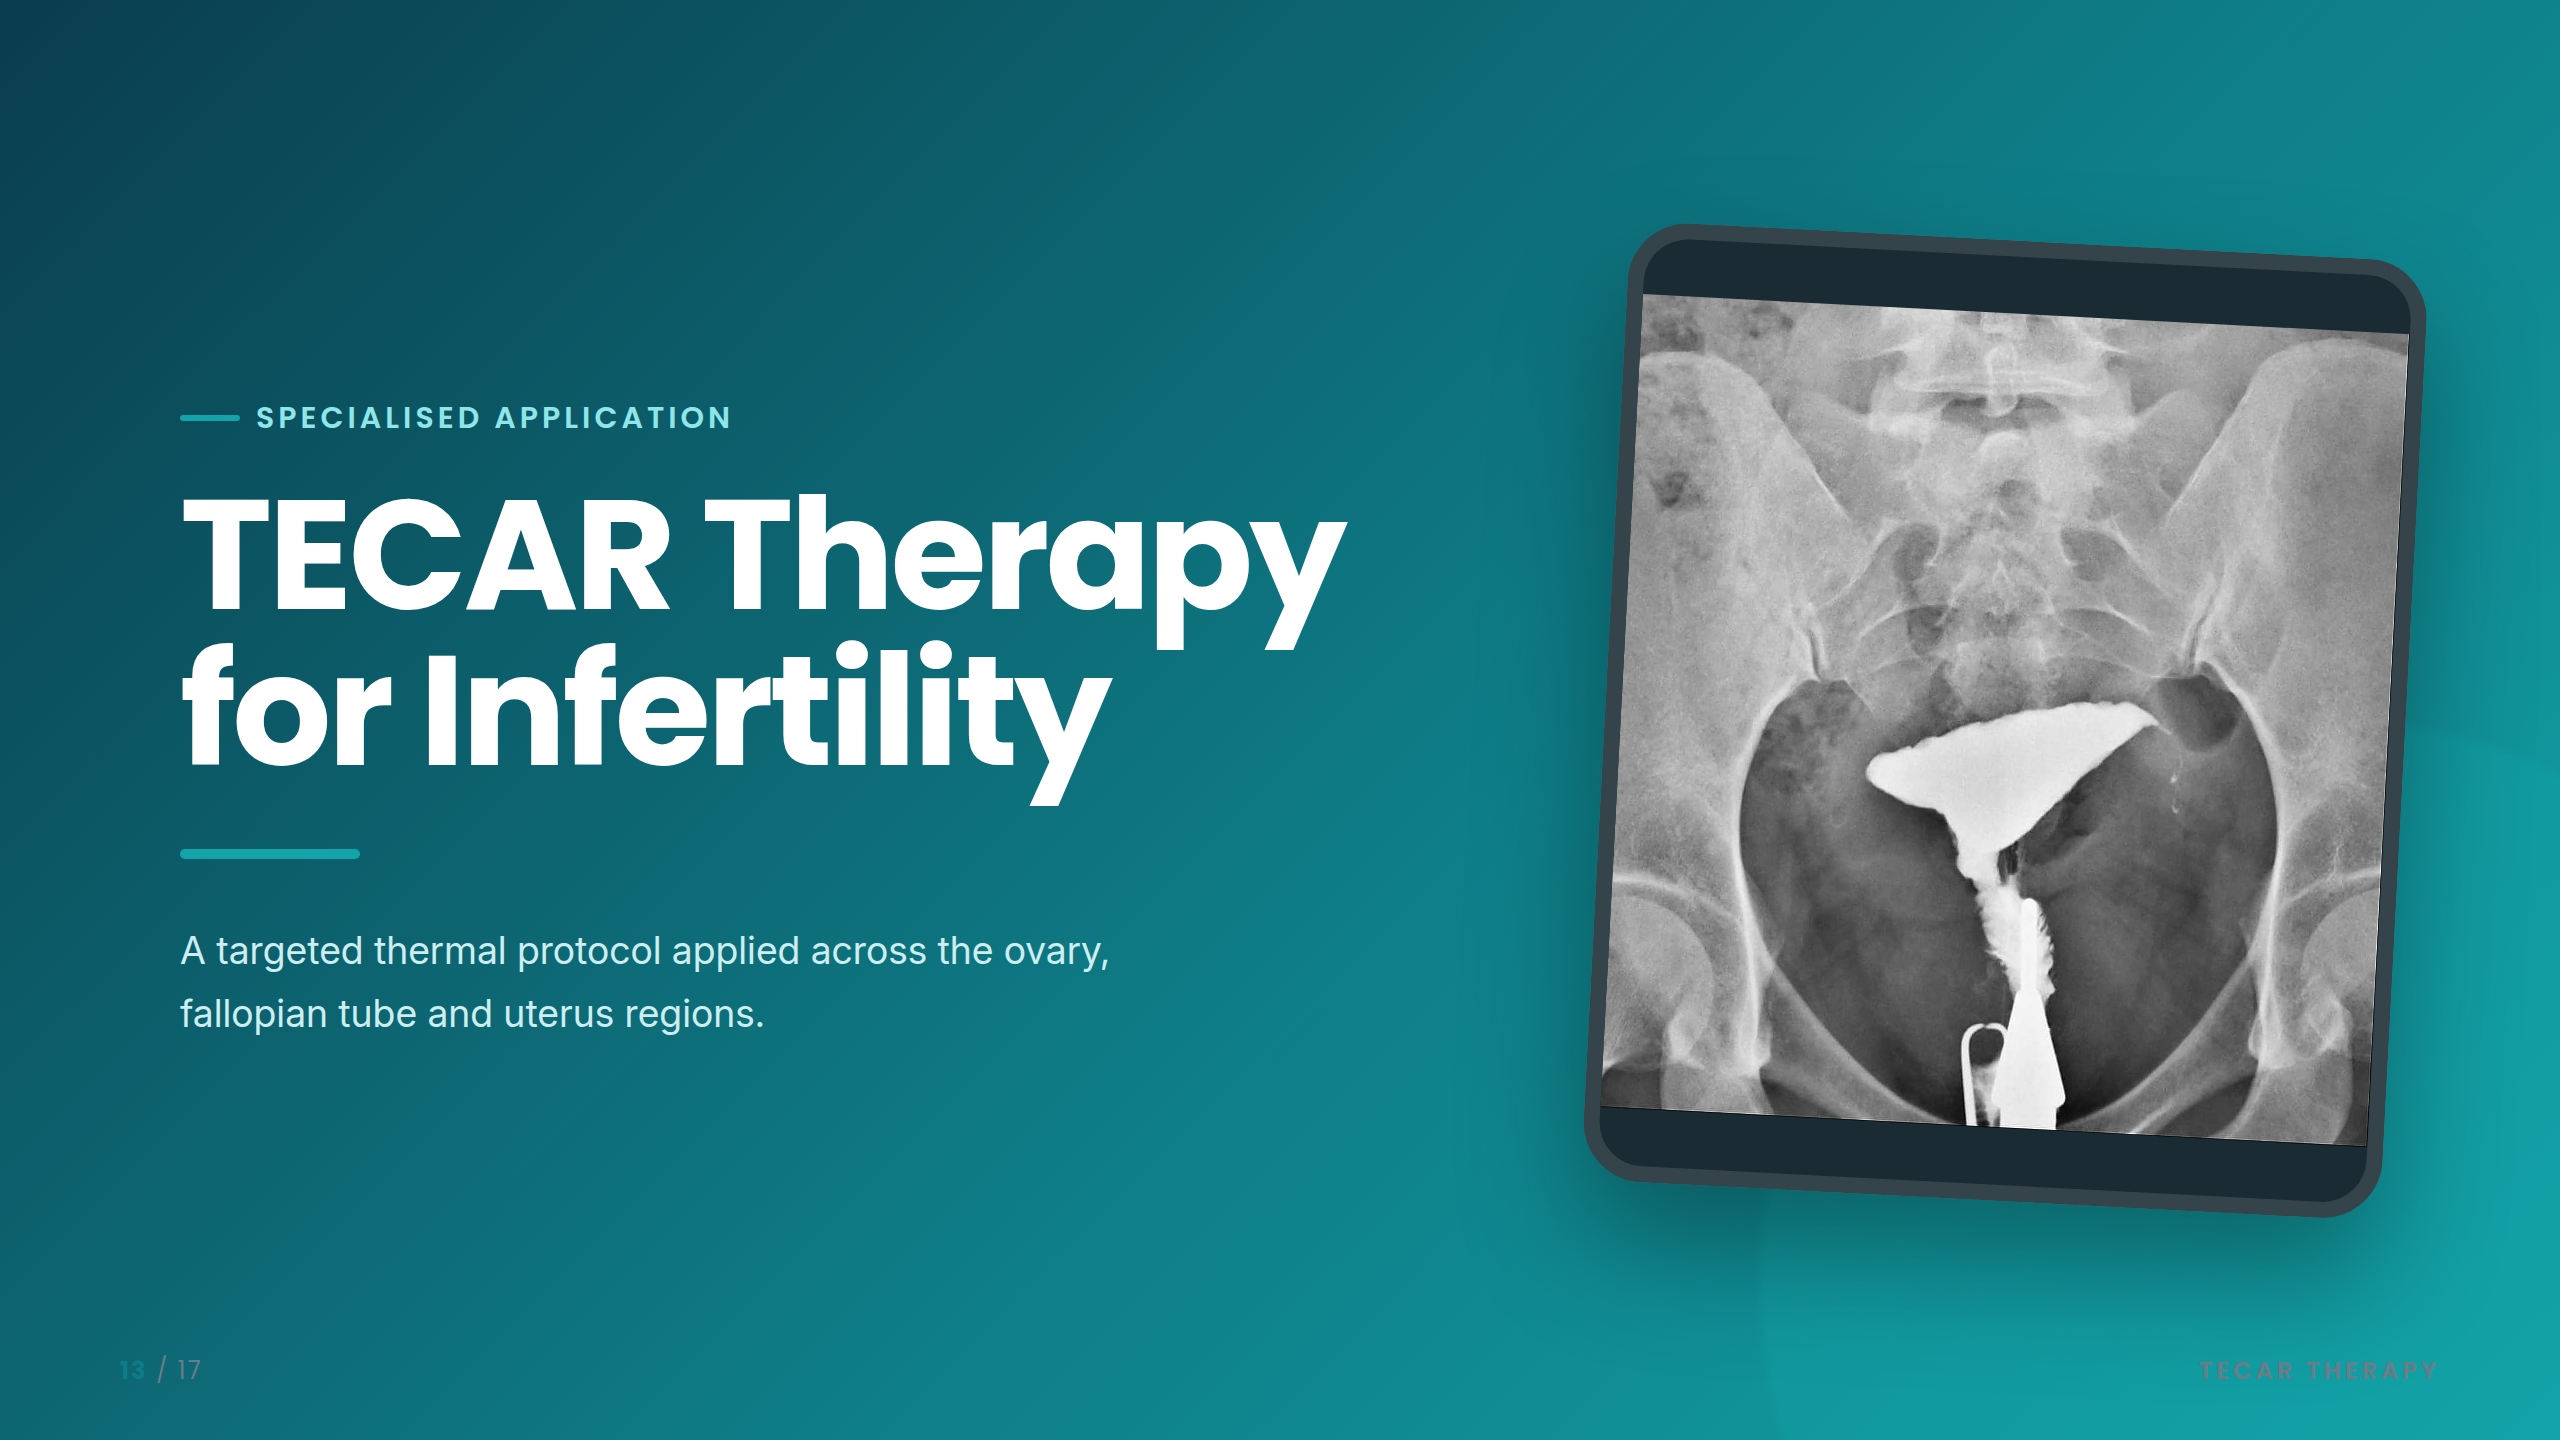 SPECIALISED APPLICATION
TECAR Therapy
for Infertility
A targeted thermal protocol applied across the ovary,
fallopian tube and uterus regions.
13 / 17
TECAR THERAPY